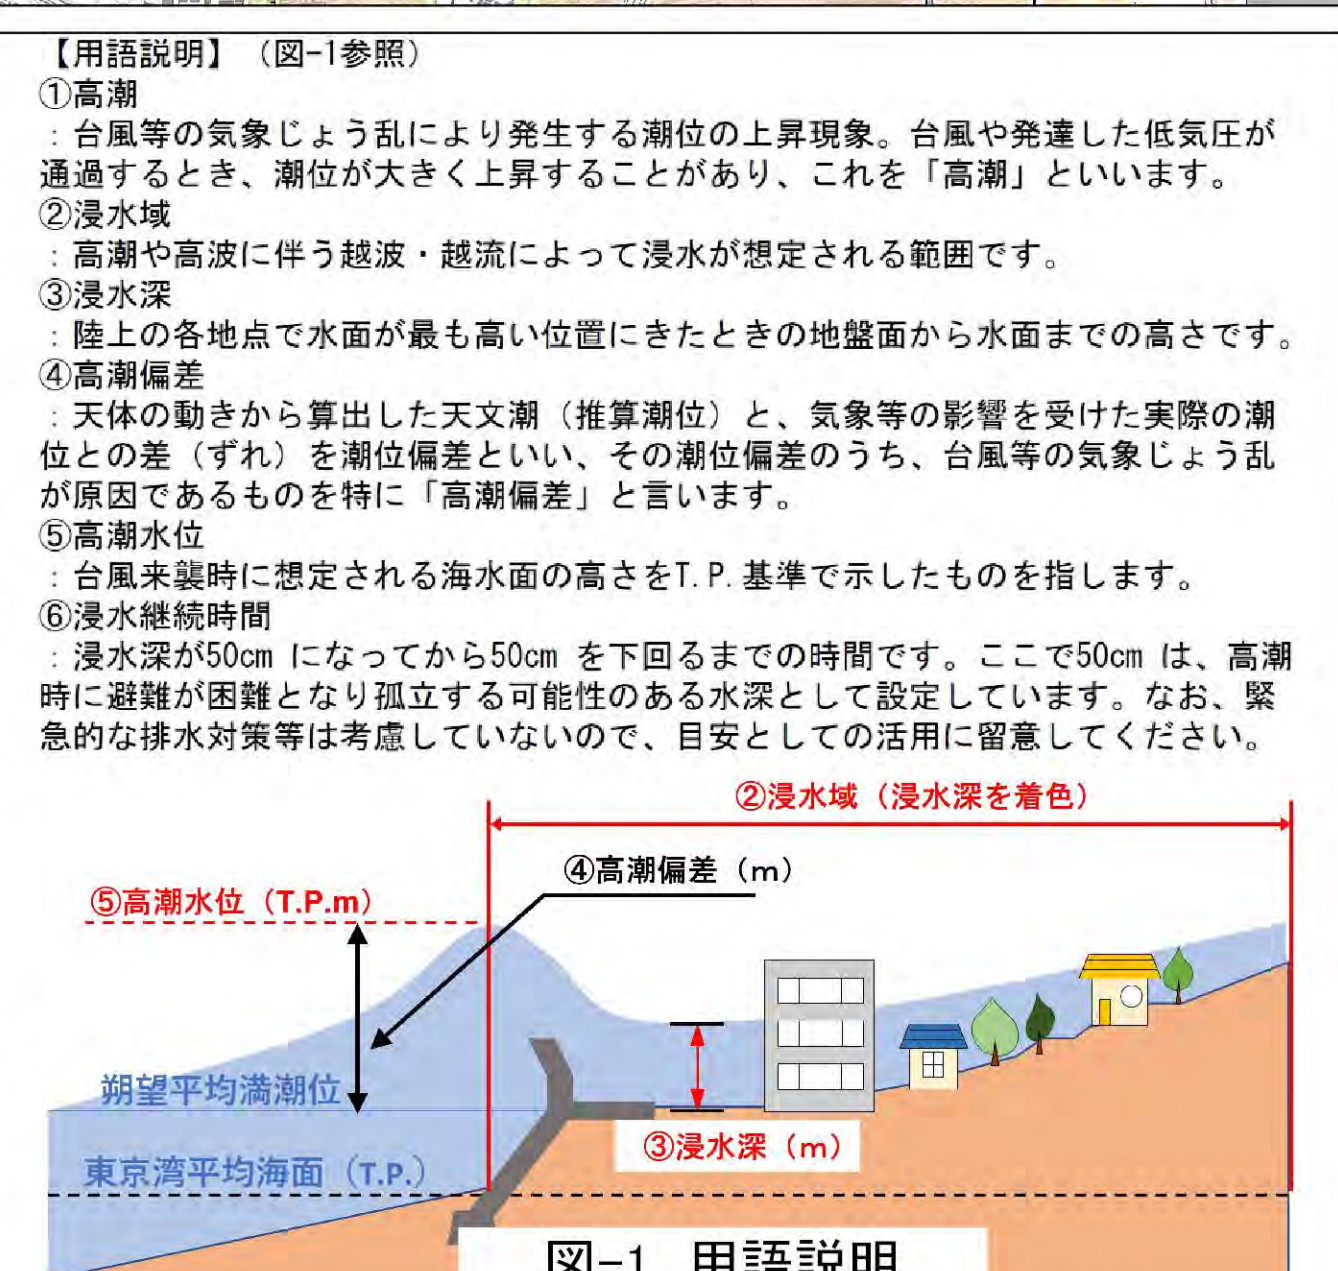 【用語説明】（図-1参照）
①高潮
：台風等の気象じょう乱により発生する潮位の上昇現象。台風や発達した低気圧が
通過するとき、潮位が大きく上昇することがあり、これを「高潮」といいます。
②浸水域
：高潮や高波に伴う越波・越流によって浸水が想定される範囲です。
③浸水深
：陸上の各地点で水面が最も高い位置にきたときの地盤面から水面までの高さです。
④高潮偏差
：天体の動きから算出した天文潮（推算潮位）と、気象等の影響を受けた実際の潮
位との差（ずれ）を潮位偏差といい、その潮位偏差のうち、台風等の気象じょう乱
が原因であるものを特に「高潮偏差」と言います。
⑤高潮水位
：台風来襲時に想定される海水面の高さをT.P.基準で示したものを指します。
⑥浸水継続時間
：浸水深が50cm になってから50cm を下回るまでの時間です。ここで50cm は、高潮
時に避難が困難となり孤立する可能性のある水深として設定しています。なお、緊
急的な排水対策等は考慮していないので、目安としての活用に留意してください。
②浸水域（浸水深を着色）
④高潮偏差（m）
⑤高潮水位（T.P.m）
朔望平均満潮位
③浸水深（m）
東京湾平均海面（T.P.）
図-1 用語説明